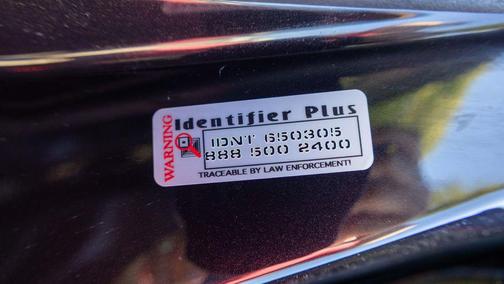 WARNING
Identifier Plus
IDNT 650305
888 500 2400
TRACEABLE BY LAW ENFORCEMENT!